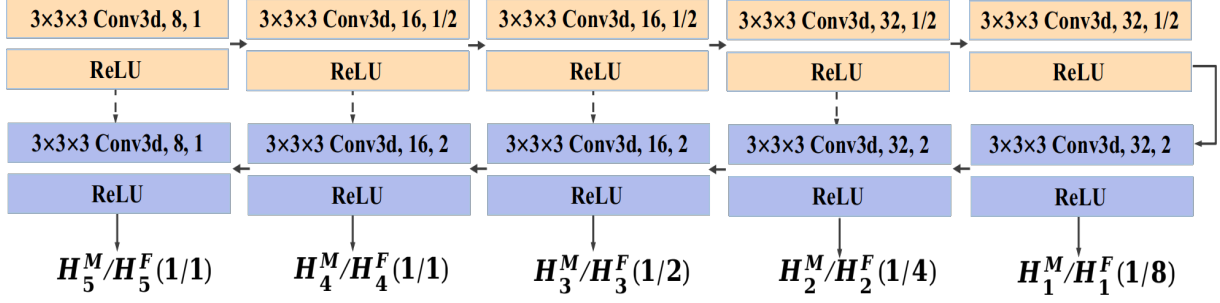 3×3×3 Conv3d, 8, 1
3×3×3 Conv3d, 16, 1/2
3×3×3 Conv3d, 16, 1/2
3×3×3 Conv3d, 32, 1/2
3×3×3 Conv3d, 32, 1/2
ReLU
ReLU
ReLU
ReLU
ReLU
3×3×3 Conv3d, 8, 1
3×3×3 Conv3d, 16, 2
3×3×3 Conv3d, 16, 2
3×3×3 Conv3d, 32, 2
3×3×3 Conv3d, 32, 2
ReLU
ReLU
ReLU
ReLU
ReLU
H_5^M/H_5^F(1/1)
H_4^M/H_4^F(1/1)
H_3^M/H_3^F(1/2)
H_2^M/H_2^F(1/4)
H_1^M/H_1^F(1/8)